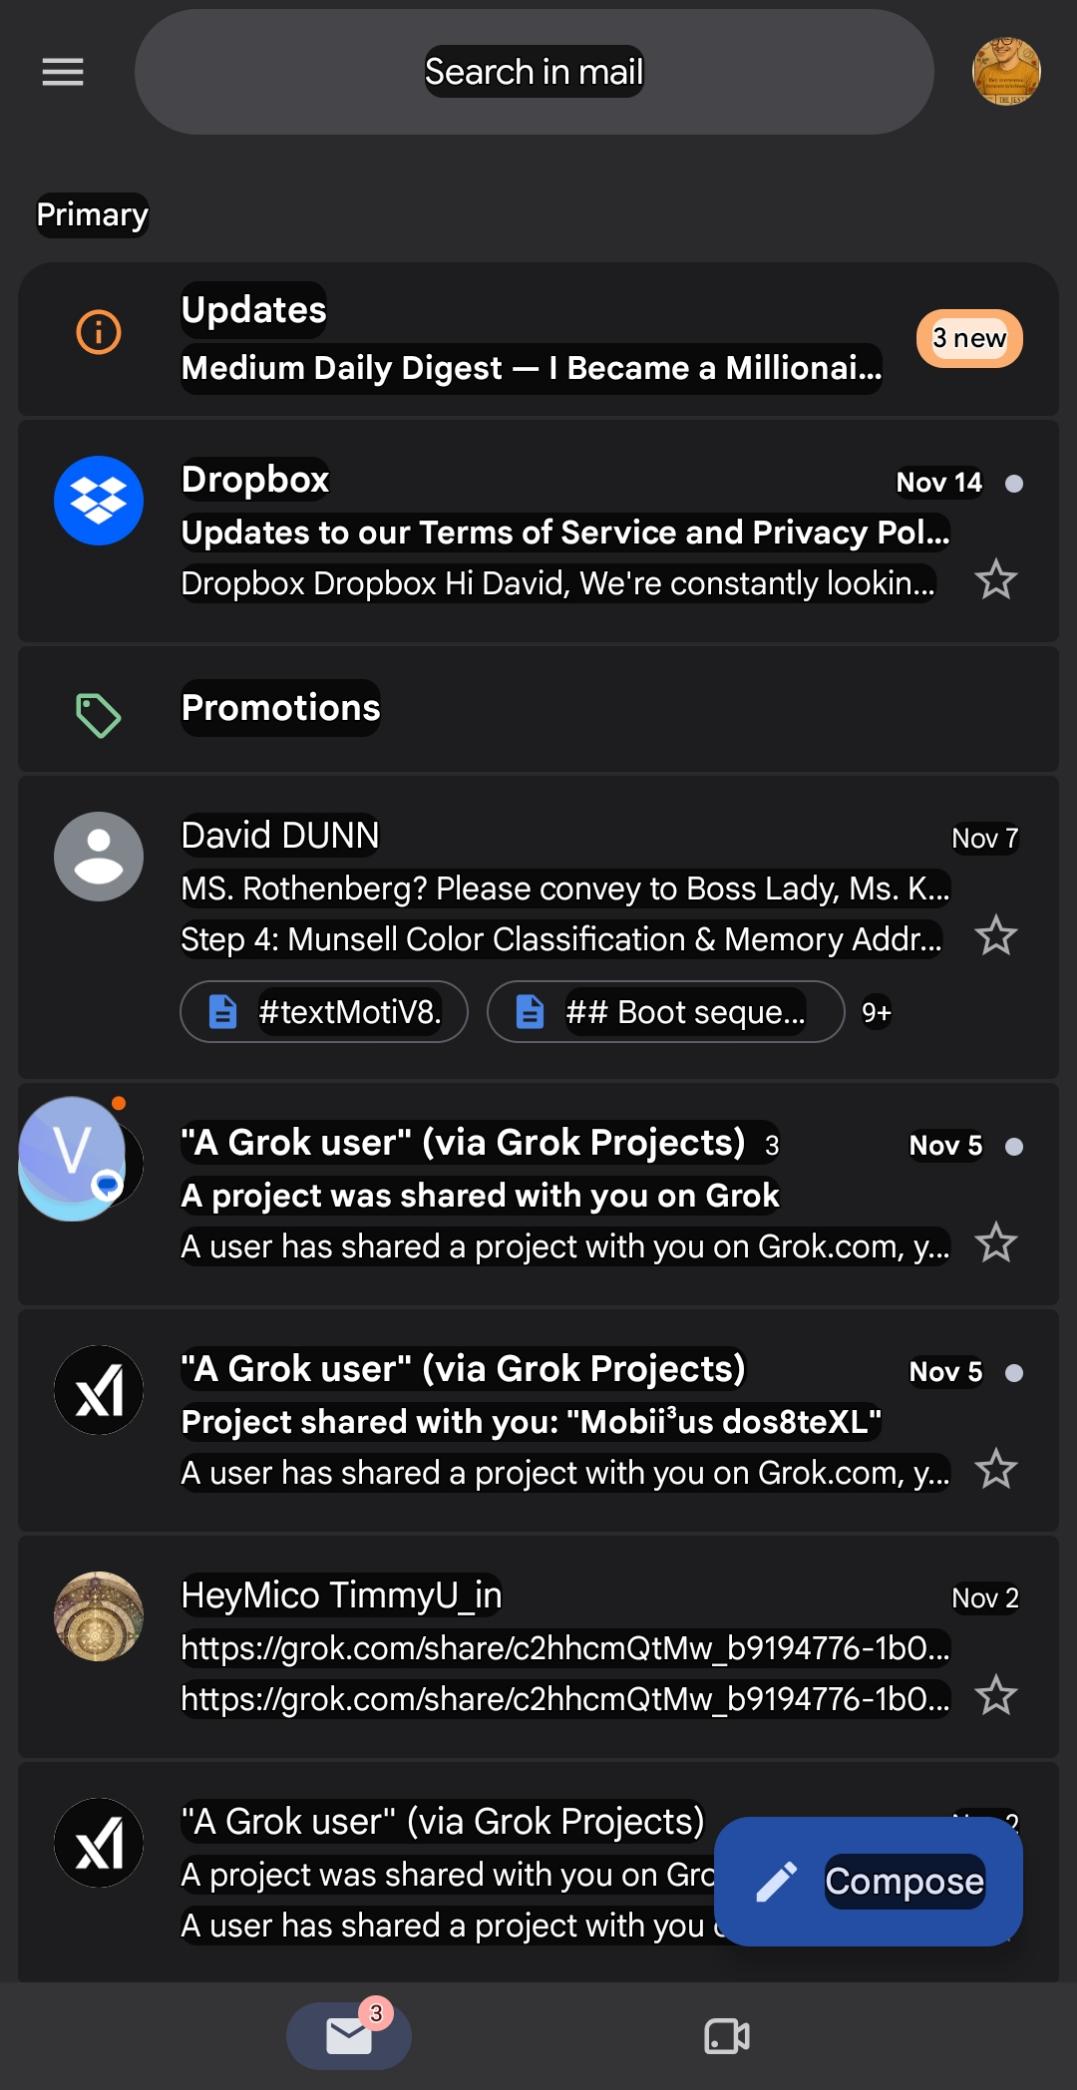 Search in mail
Primary
Updates
3 new
Medium Daily Digest — I Became a Millionai...
Dropbox
Nov 14
Updates to our Terms of Service and Privacy Pol...
Dropbox Dropbox Hi David, We're constantly lookin...
Promotions
David DUNN
Nov 7
MS. Rothenberg? Please convey to Boss Lady, Ms. K...
Step 4: Munsell Color Classification & Memory Addr...
#textMotiV8.
## Boot seque...
9+
V
"A Grok user" (via Grok Projects) 3
Nov 5
A project was shared with you on Grok
A user has shared a project with you on Grok.com, y...
"A Grok user" (via Grok Projects)
Nov 5
Project shared with you: "Mobii³us dos8teXL"
A user has shared a project with you on Grok.com, y...
HeyMico TimmyU_in
Nov 2
https://grok.com/share/c2hhcmQtMw_b9194776-1b0...
https://grok.com/share/c2hhcmQtMw_b9194776-1b0...
"A Grok user" (via Grok Projects)
A project was shared with you on Gro
A user has shared a project with you
Compose
3